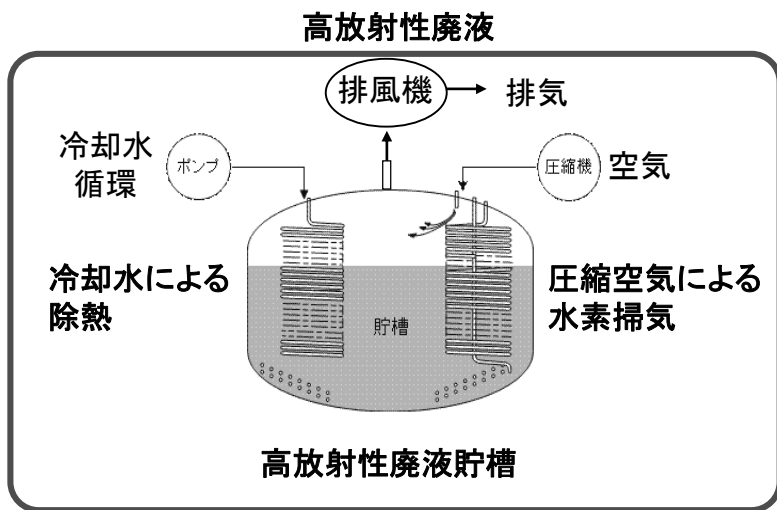 高放射性廃液
排風機
排気
冷却水
循環
ポンプ
圧縮機
空気
冷却水による
除熱
圧縮空気による
水素掃気
貯槽
高放射性廃液貯槽